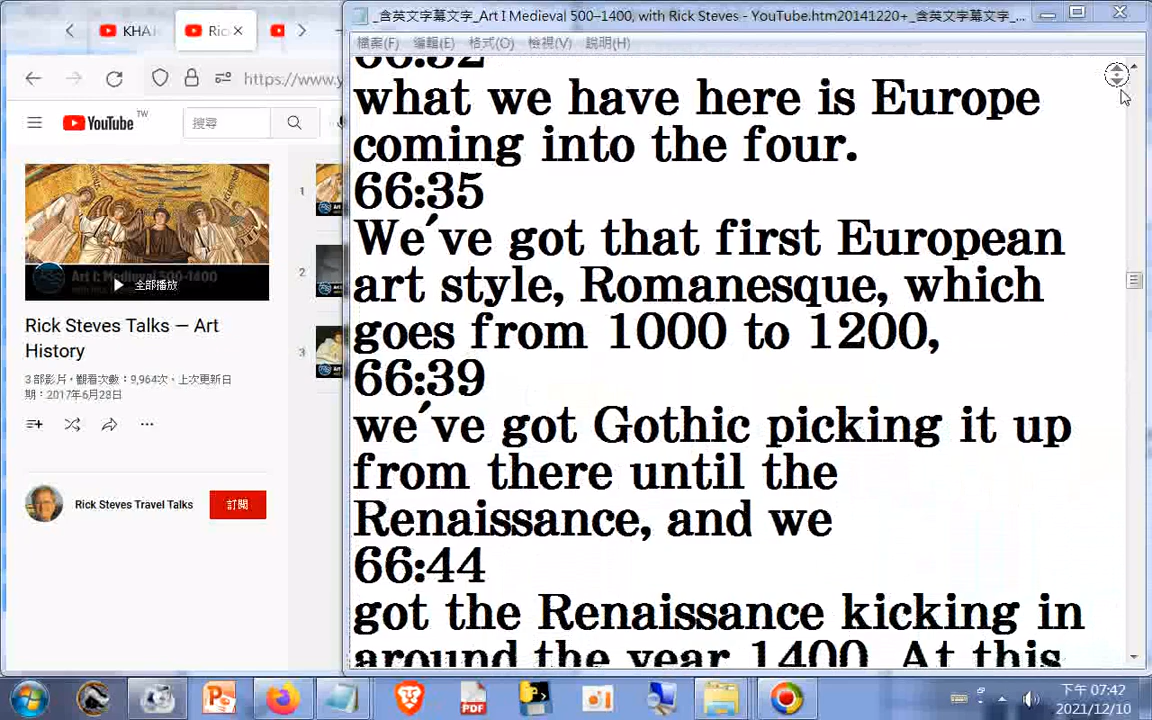 KHA
Ric
_含英文字幕文字_Art I Medieval 500–1400, with Rick Steves - YouTube.htm20141220+_含英文字幕文字_...
檔案(F) 編輯(E) 格式(O) 檢視(V) 說明(H)
https://www.y
YouTube TW
搜尋
Art I: Medieval 500-1400
全部播放
Rick Steves Talks — Art
History
3 部影片 • 觀看次數：9,964次 • 上次更新日
期：2017年6月28日
Rick Steves Travel Talks
訂閱
1
2
3
66:32
what we have here is Europe
coming into the four.
66:35
We've got that first European
art style, Romanesque, which
goes from 1000 to 1200,
66:39
we've got Gothic picking it up
from there until the
Renaissance, and we
66:44
got the Renaissance kicking in
around the year 1400. At this
PDF
下午 07:42
2021/12/10